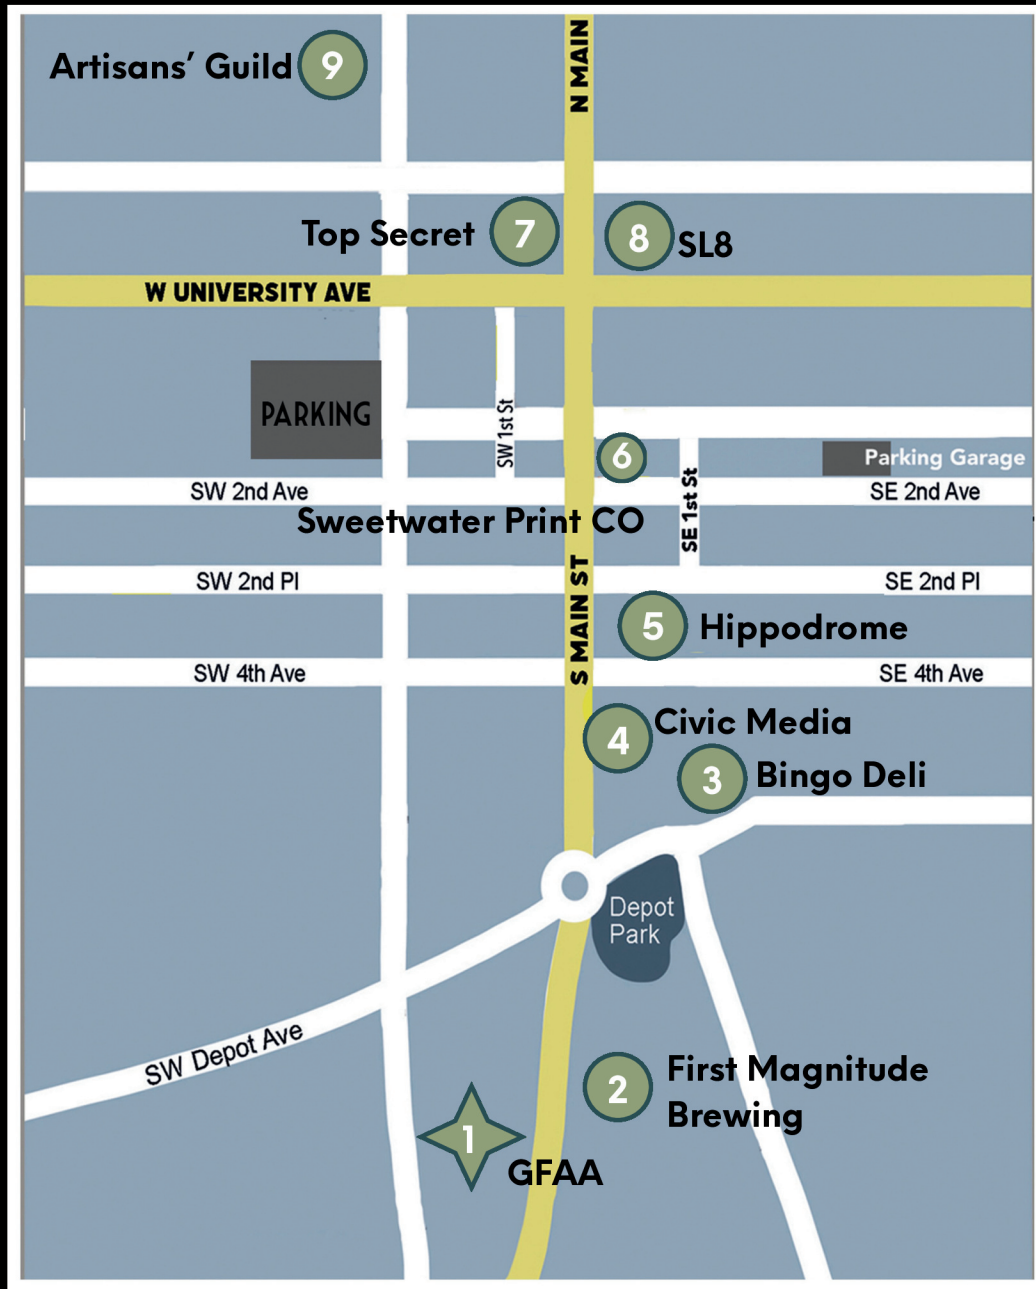 N MAIN
Artisans’ Guild 9
Top Secret 7
8 SL8
W UNIVERSITY AVE
PARKING
SW 1st St
6
Parking Garage
SW 2nd Ave
SE 2nd Ave
Sweetwater Print CO
SE 1st St
SW 2nd Pl
SE 2nd Pl
S MAIN ST
5 Hippodrome
SW 4th Ave
SE 4th Ave
4 Civic Media
3 Bingo Deli
Depot
Park
SW Depot Ave
2 First Magnitude
Brewing
1
GFAA